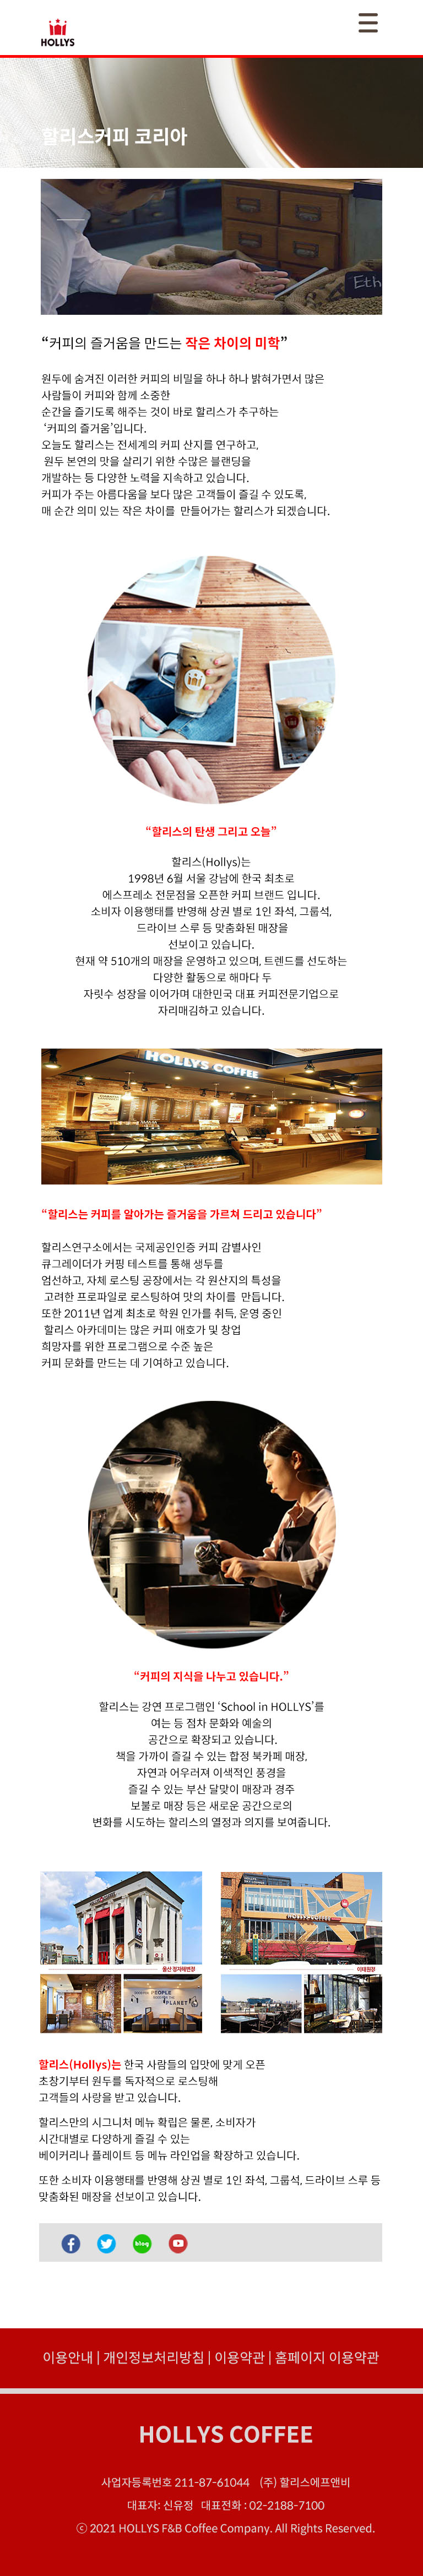 HOLLYS
할리스커피 코리아
Eth
“커피의 즐거움을 만드는 작은 차이의 미학”
원두에 숨겨진 이러한 커피의 비밀을 하나 하나 밝혀가면서 많은
사람들이 커피와 함께 소중한
순간을 즐기도록 해주는 것이 바로 할리스가 추구하는
‘커피의 즐거움’입니다.
오늘도 할리스는 전세계의 커피 산지를 연구하고,
원두 본연의 맛을 살리기 위한 수많은 블랜딩을
개발하는 등 다양한 노력을 지속하고 있습니다.
커피가 주는 아름다움을 보다 많은 고객들이 즐길 수 있도록,
매 순간 의미 있는 작은 차이를 만들어가는 할리스가 되겠습니다.
“할리스의 탄생 그리고 오늘”
할리스(Hollys)는
1998년 6월 서울 강남에 한국 최초로
에스프레소 전문점을 오픈한 커피 브랜드 입니다.
소비자 이용행태를 반영해 상권 별로 1인 좌석, 그룹석,
드라이브 스루 등 맞춤화된 매장을
선보이고 있습니다.
현재 약 510개의 매장을 운영하고 있으며, 트렌드를 선도하는
다양한 활동으로 해마다 두
자릿수 성장을 이어가며 대한민국 대표 커피전문기업으로
자리매김하고 있습니다.
HOLLYS COFFEE
“할리스는 커피를 알아가는 즐거움을 가르쳐 드리고 있습니다”
할리스연구소에서는 국제공인인증 커피 감별사인
큐그레이더가 커핑 테스트를 통해 생두를
엄선하고, 자체 로스팅 공장에서는 각 원산지의 특성을
고려한 프로파일로 로스팅하여 맛의 차이를 만듭니다.
또한 2011년 업계 최초로 학원 인가를 취득, 운영 중인
할리스 아카데미는 많은 커피 애호가 및 창업
희망자를 위한 프로그램으로 수준 높은
커피 문화를 만드는 데 기여하고 있습니다.
“커피의 지식을 나누고 있습니다.”
할리스는 강연 프로그램인 ‘School in HOLLYS’를
여는 등 점차 문화와 예술의
공간으로 확장되고 있습니다.
책을 가까이 즐길 수 있는 합정 북카페 매장,
자연과 어우러져 이색적인 풍경을
즐길 수 있는 부산 달맞이 매장과 경주
보불로 매장 등은 새로운 공간으로의
변화를 시도하는 할리스의 열정과 의지를 보여줍니다.
울산 정자해변점
이태원점
PEOPLE
PLANET
할리스(Hollys)는 한국 사람들의 입맛에 맞게 오픈
초창기부터 원두를 독자적으로 로스팅해
고객들의 사랑을 받고 있습니다.
할리스만의 시그니처 메뉴 확립은 물론, 소비자가
시간대별로 다양하게 즐길 수 있는
베이커리나 플레이트 등 메뉴 라인업을 확장하고 있습니다.
또한 소비자 이용행태를 반영해 상권 별로 1인 좌석, 그룹석, 드라이브 스루 등
맞춤화된 매장을 선보이고 있습니다.
blog
이용안내 | 개인정보처리방침 | 이용약관 | 홈페이지 이용약관
HOLLYS COFFEE
사업자등록번호 211-87-61044 (주) 할리스에프앤비
대표자: 신유정 대표전화 : 02-2188-7100
ⓒ 2021 HOLLYS F&B Coffee Company. All Rights Reserved.